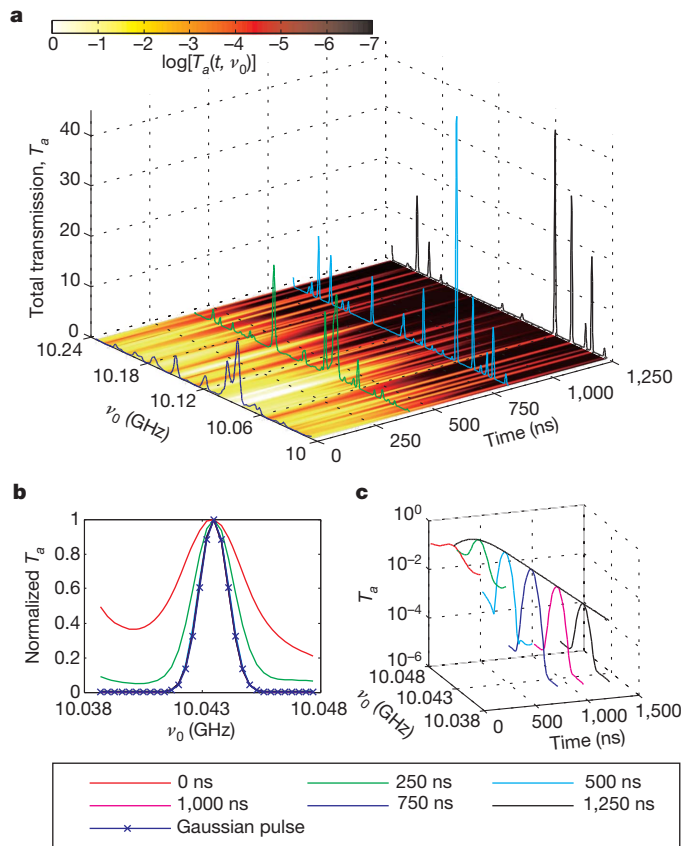 a
0 −1 −2 −3 −4 −5 −6 −7
log[Ta(t, ν0)]
Total transmission, Ta
40
30
20
10
0
10.24
10.18
10.12
10.06
10
ν0 (GHz)
0
250
500
750
1,000
1,250
Time (ns)
b
Normalized Ta
1
0.8
0.6
0.4
0.2
0
10.038 10.043 10.048
ν0 (GHz)
c
Ta
10^0
10^−2
10^−4
10^−6
10.048
10.043
10.038
ν0 (GHz)
0
500
1,000
1,500
Time (ns)
0 ns 250 ns 500 ns
1,000 ns 750 ns 1,250 ns
Gaussian pulse